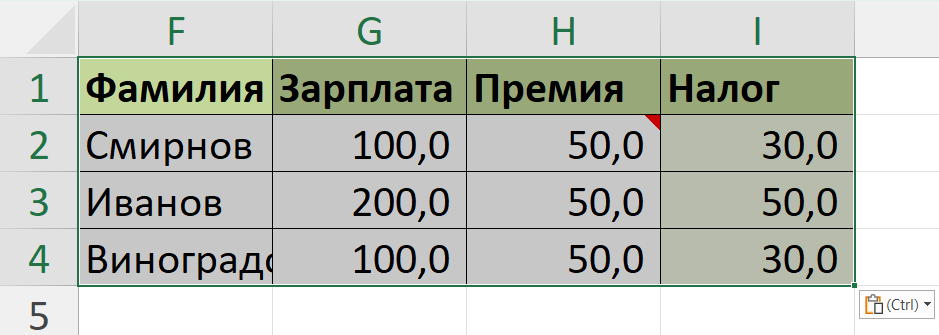 F G H I
1 Фамилия Зарплата Премия Налог
2 Смирнов 100,0 50,0 30,0
3 Иванов 200,0 50,0 50,0
4 Виноградо 100,0 50,0 30,0
5
(Ctrl)